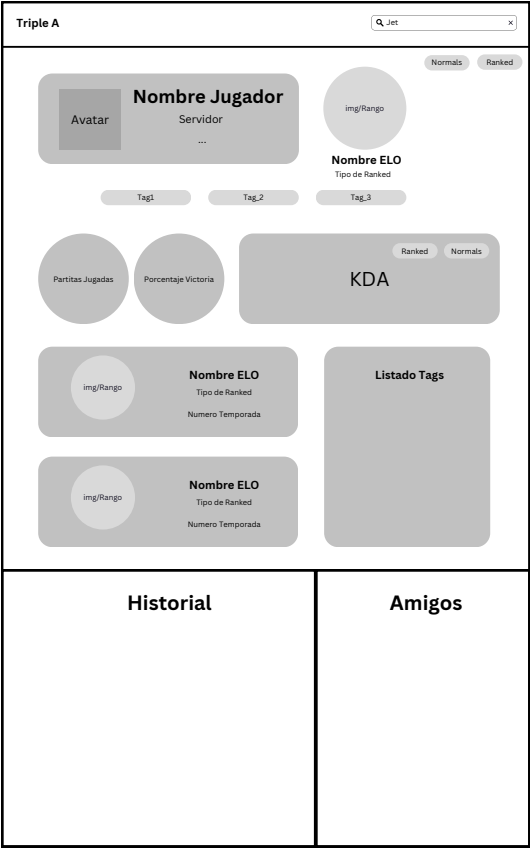 Triple A
Jet
Normals
Ranked
Avatar
Nombre Jugador
Servidor
...
img/Rango
Nombre ELO
Tipo de Ranked
Tag1
Tag_2
Tag_3
Partitas Jugadas
Porcentaje Victoria
Ranked
Normals
KDA
img/Rango
Nombre ELO
Tipo de Ranked
Numero Temporada
Listado Tags
img/Rango
Nombre ELO
Tipo de Ranked
Numero Temporada
Historial
Amigos